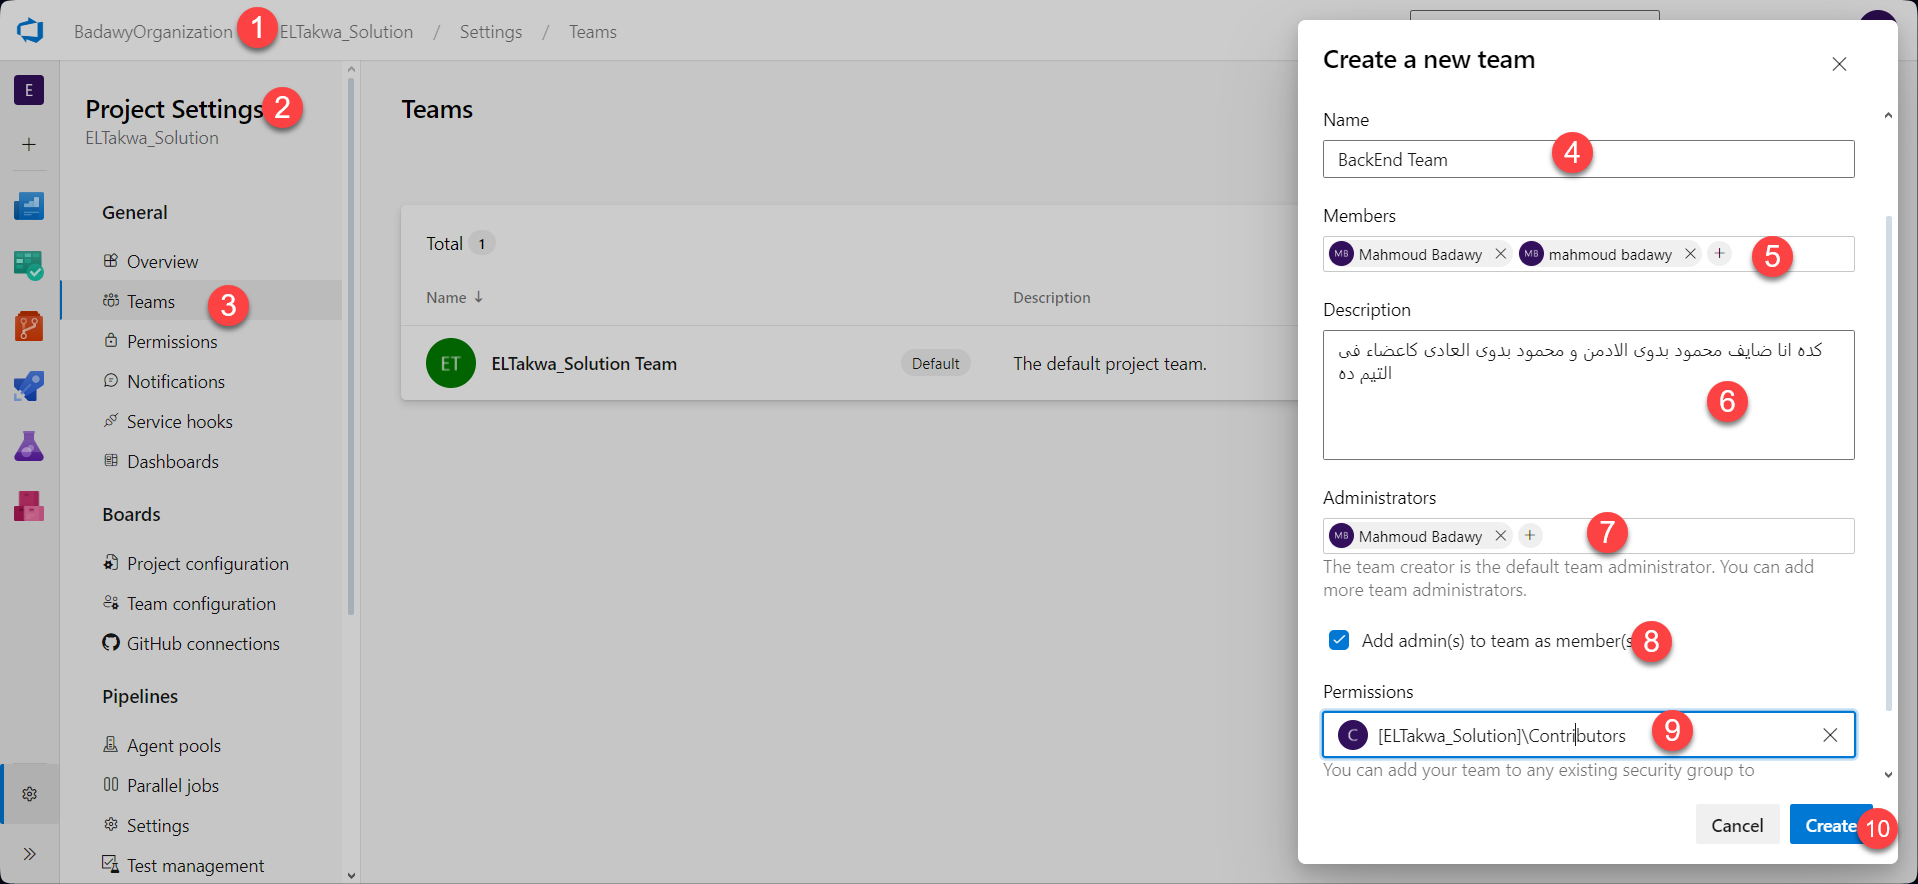 BadawyOrganization 1 ELTakwa_Solution / Settings / Teams
E
Project Settings 2
ELTakwa_Solution
General
Overview
Teams 3
Permissions
Notifications
Service hooks
Dashboards
Boards
Project configuration
Team configuration
GitHub connections
Pipelines
Agent pools
Parallel jobs
Settings
Test management
Teams
Total 1
Name ↓ Description
ET ELTakwa_Solution Team Default The default project team.
Create a new team
Name
BackEnd Team 4
Members
MB Mahmoud Badawy MB mahmoud badawy + 5
Description
كده انا ضايف محمود بدوى الادمن و محمود بدوى العادى كاعضاء فى
التيم ده
6
Administrators
MB Mahmoud Badawy + 7
The team creator is the default team administrator. You can add
more team administrators.
Add admin(s) to team as member(s 8
Permissions
C [ELTakwa_Solution]\Contributors 9
You can add your team to any existing security group to
Cancel Create 10